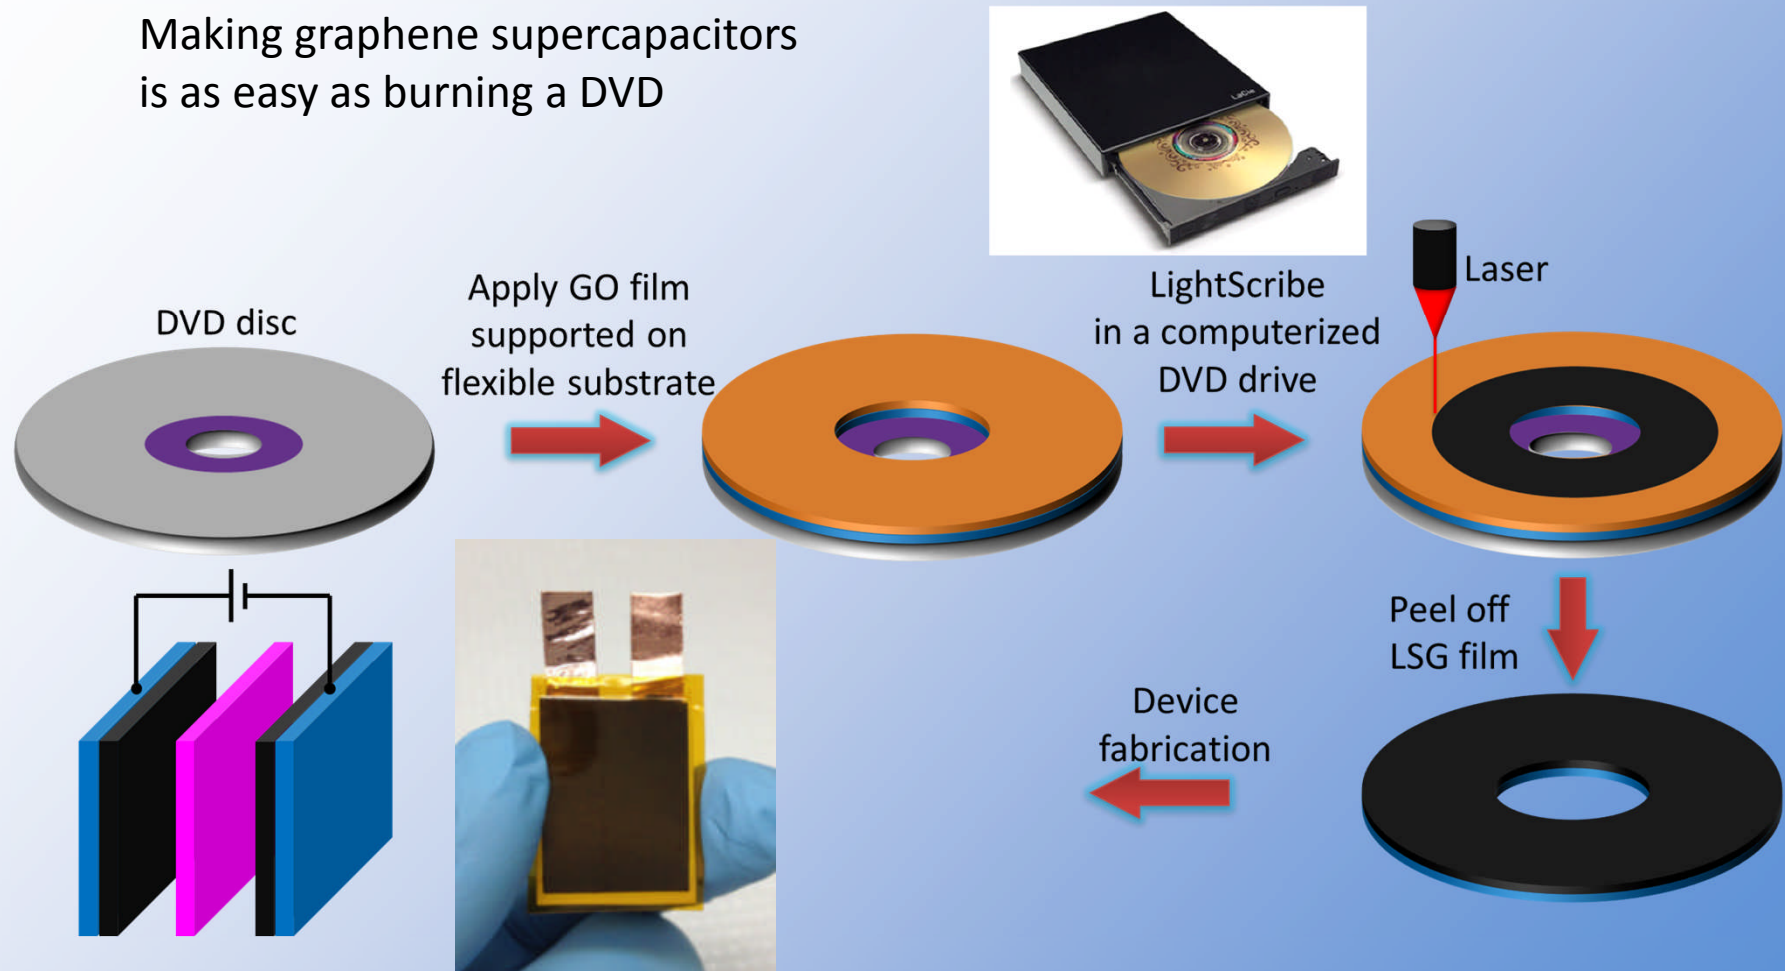 Making graphene supercapacitors
is as easy as burning a DVD
LaCie
DVD disc
Apply GO film
supported on
flexible substrate
LightScribe
in a computerized
DVD drive
Laser
Peel off
LSG film
Device
fabrication